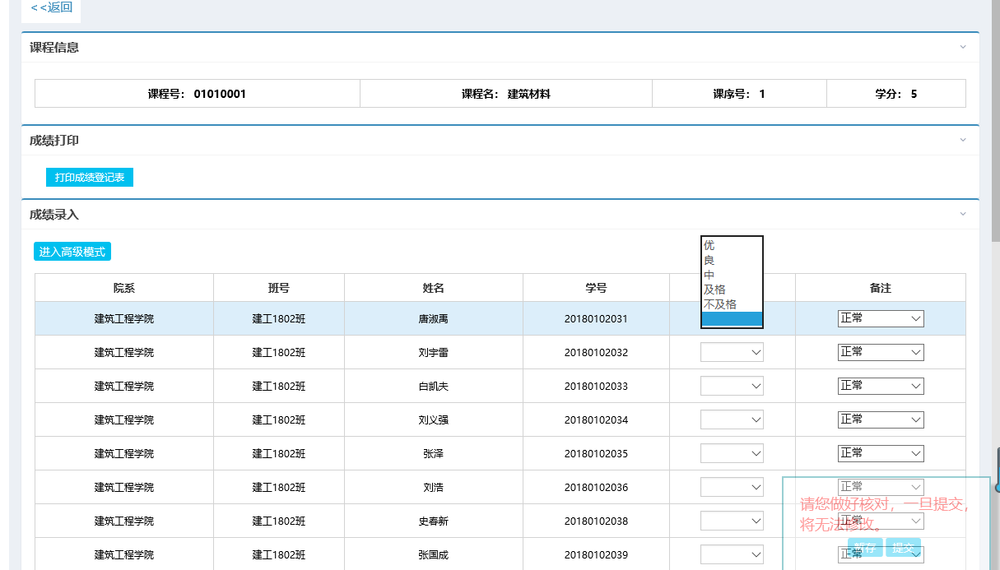 <<返回
课程信息
课程号： 01010001 课程名： 建筑材料 课序号： 1 学分： 5
成绩打印
打印成绩登记表
成绩录入
进入高级模式
优
良
中
及格
不及格
院系 班号 姓名 学号 备注
建筑工程学院 建工1802班 唐淑禹 20180102031 正常
建筑工程学院 建工1802班 刘宇雷 20180102032 正常
建筑工程学院 建工1802班 白凯夫 20180102033 正常
建筑工程学院 建工1802班 刘义强 20180102034 正常
建筑工程学院 建工1802班 张泽 20180102035 正常
建筑工程学院 建工1802班 刘浩 20180102036 正常
建筑工程学院 建工1802班 史春新 20180102038 正常
建筑工程学院 建工1802班 张国成 20180102039 正常
请您做好核对，一旦提交，
将无法修改。
暂存 提交